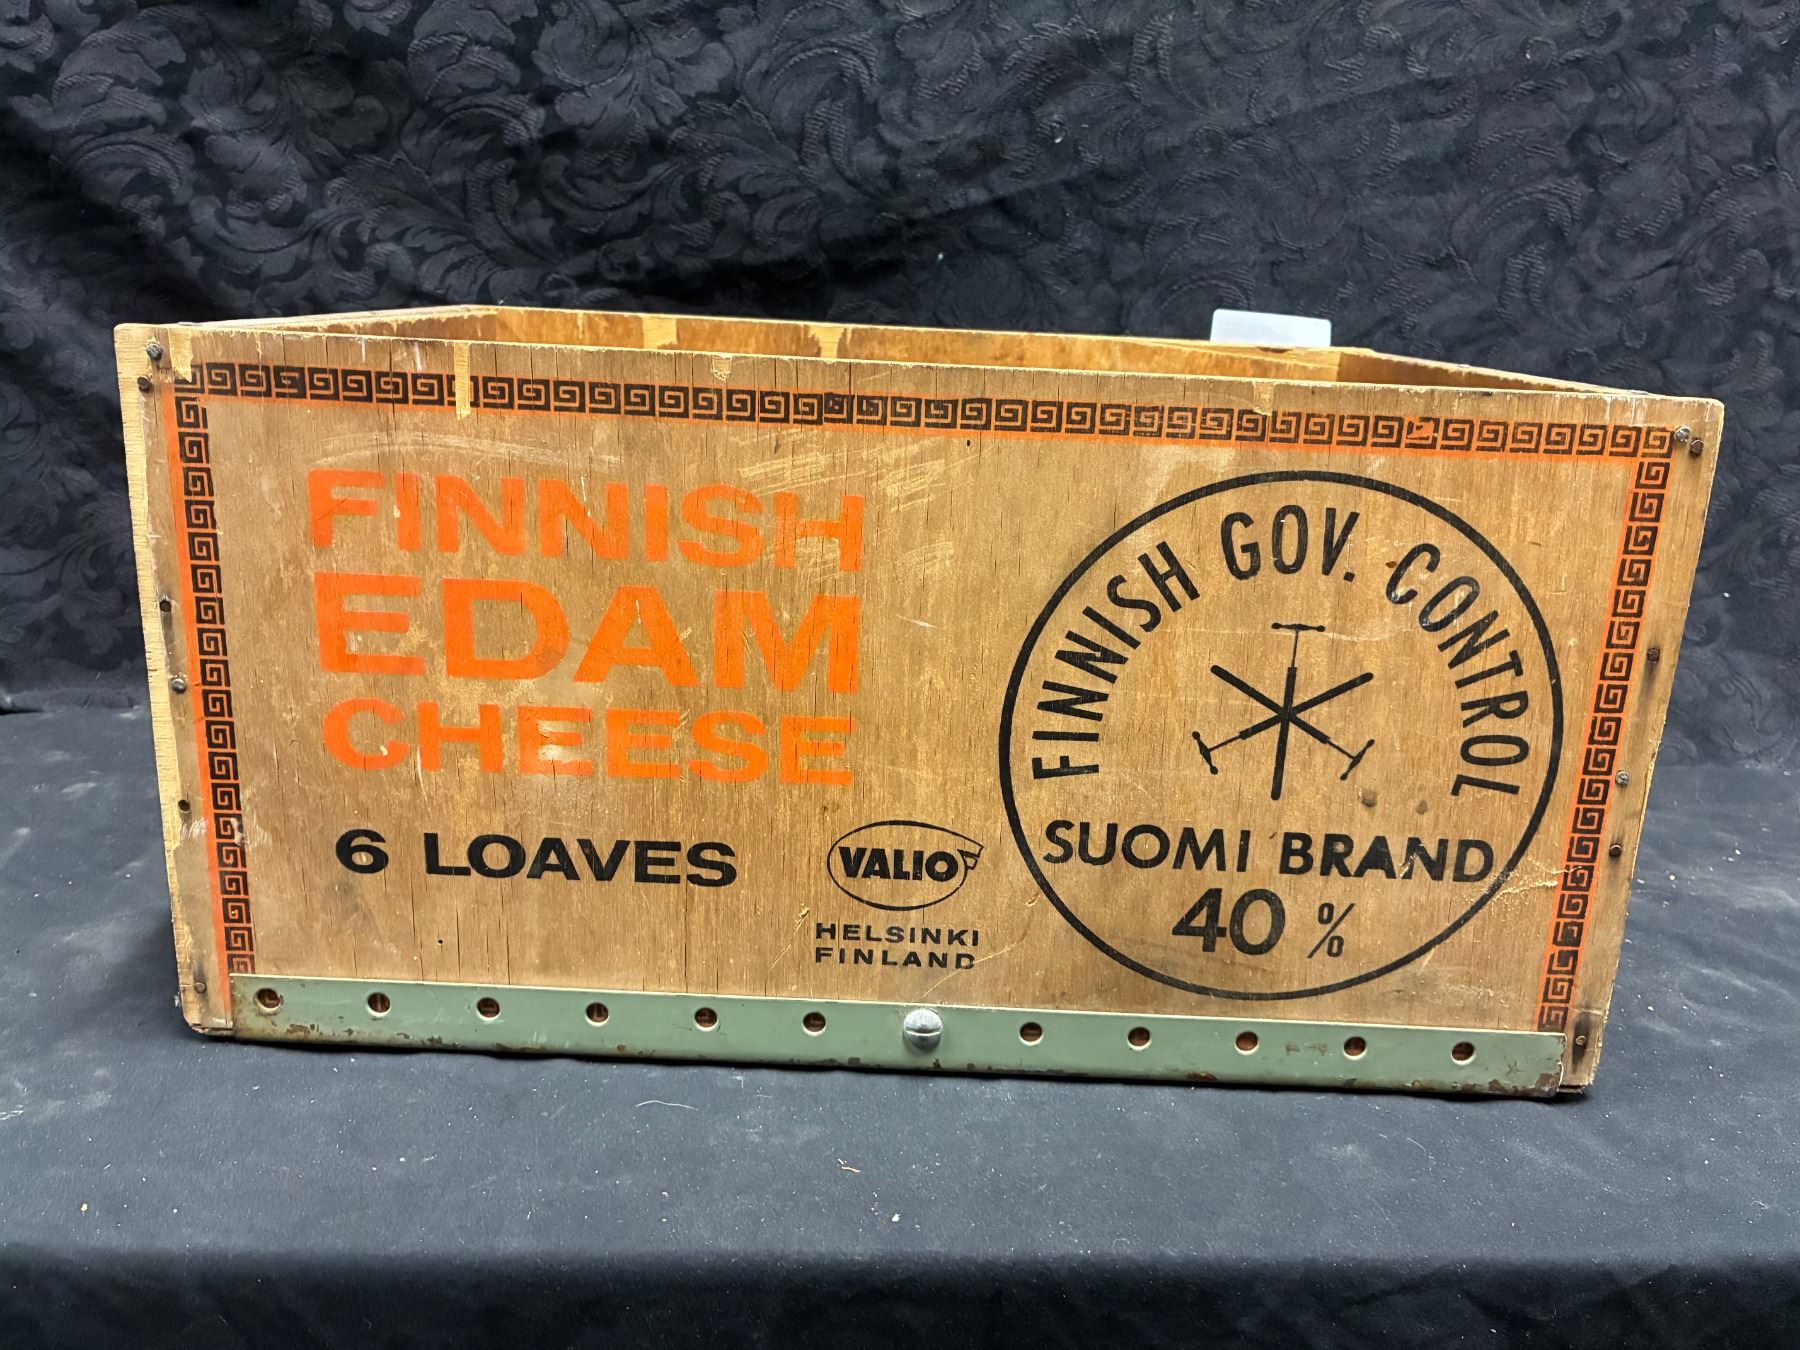 FINNISH
EDAM
CHEESE
6 LOAVES
VALIO
HELSINKI
FINLAND
FINNISH GOV. CONTROL
SUOMI BRAND
40 %